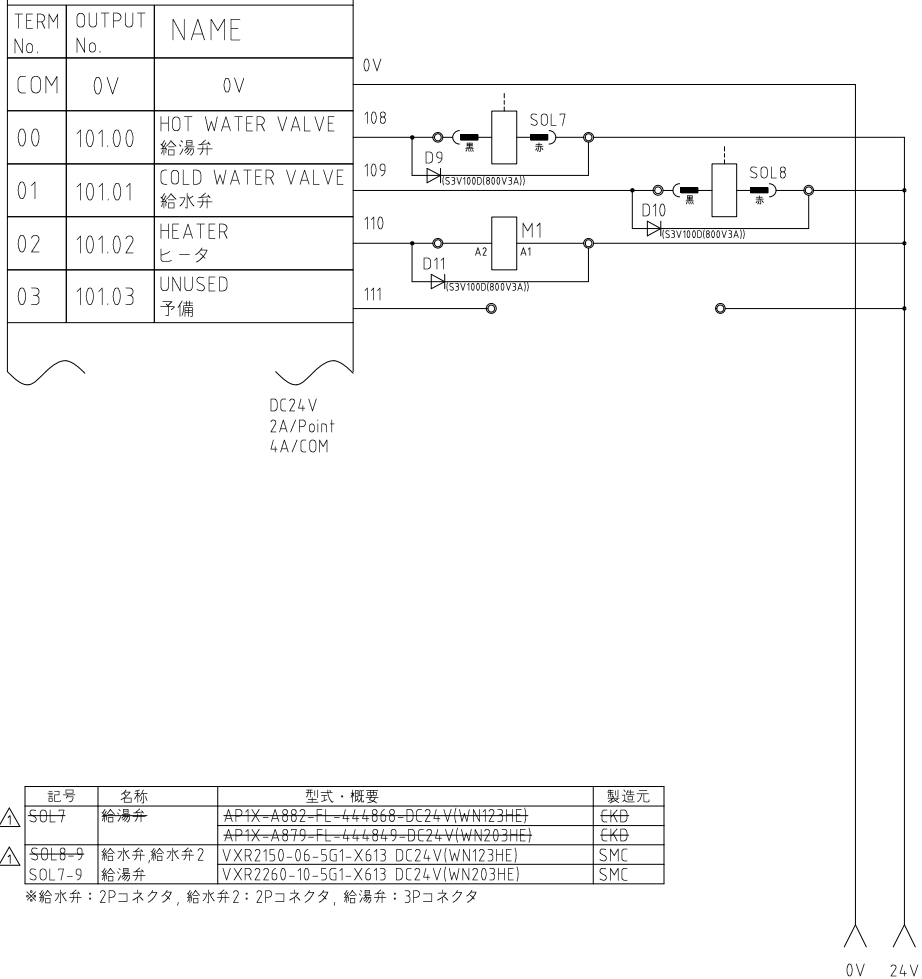 TERM No. OUTPUT No. NAME
COM 0V 0V
00 101.00 HOT WATER VALVE
給湯弁
01 101.01 COLD WATER VALVE
給水弁
02 101.02 HEATER
ヒータ
03 101.03 UNUSED
予備
0V
108
SOL7
黒 赤
D9
(S3V100D(800V3A))
109
SOL8
黒 赤
D10
(S3V100D(800V3A))
110
M1
A2 A1
D11
(S3V100D(800V3A))
111
DC24V
2A/Point
4A/COM
記号 名称 型式・概要 製造元
1 SOL7 給湯弁 AP1X-A882-FL-444868-DC24V(WN123HE) CKD
AP1X-A879-FL-444849-DC24V(WN203HE) CKD
1 SOL8-9 給水弁,給水弁2 VXR2150-06-5G1-X613 DC24V(WN123HE) SMC
SOL7-9 給湯弁 VXR2260-10-5G1-X613 DC24V(WN203HE) SMC
※給水弁：2Pコネクタ, 給水弁2：2Pコネクタ, 給湯弁：3Pコネクタ
0V 24V